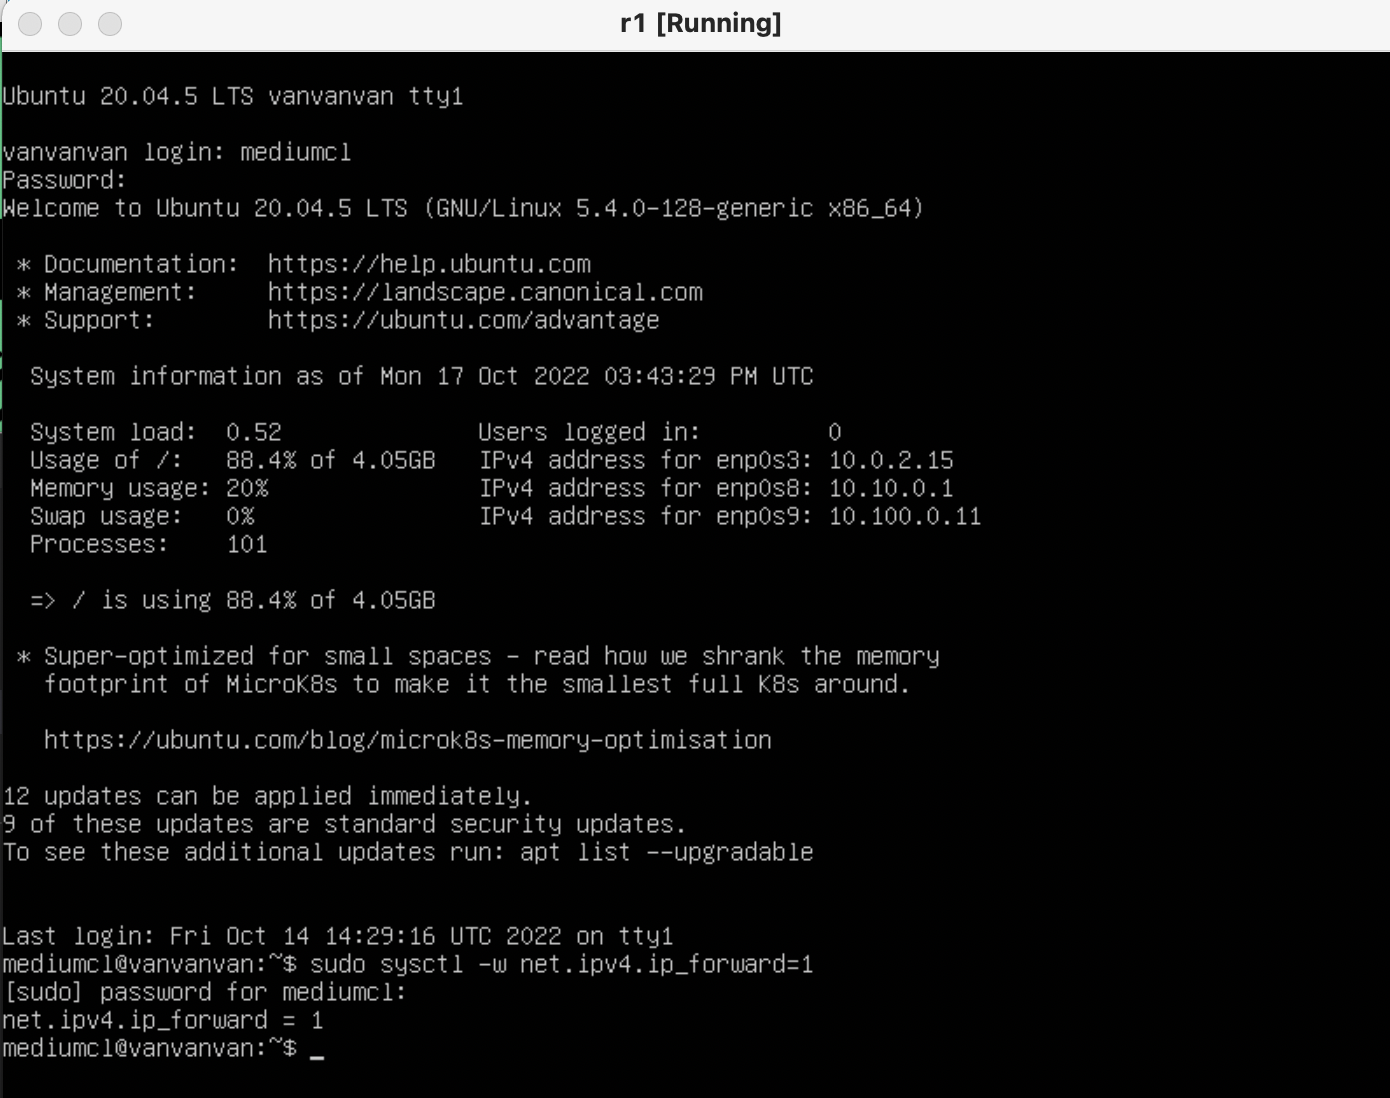 r1 [Running]
Ubuntu 20.04.5 LTS vanvanvan tty1
vanvanvan login: mediumcl
Password:
Welcome to Ubuntu 20.04.5 LTS (GNU/Linux 5.4.0-128-generic x86_64)
* Documentation:  https://help.ubuntu.com
* Management:     https://landscape.canonical.com
* Support:        https://ubuntu.com/advantage
System information as of Mon 17 Oct 2022 03:43:29 PM UTC
System load:  0.52               Users logged in:         0
Usage of /:   88.4% of 4.05GB   IPv4 address for enp0s3: 10.0.2.15
Memory usage: 20%               IPv4 address for enp0s8: 10.10.0.1
Swap usage:   0%                IPv4 address for enp0s9: 10.100.0.11
Processes:    101
=> / is using 88.4% of 4.05GB
* Super-optimized for small spaces - read how we shrank the memory
footprint of MicroK8s to make it the smallest full K8s around.
https://ubuntu.com/blog/microk8s-memory-optimisation
12 updates can be applied immediately.
9 of these updates are standard security updates.
To see these additional updates run: apt list --upgradable
Last login: Fri Oct 14 14:29:16 UTC 2022 on tty1
mediumcl@vanvanvan:~$ sudo sysctl -w net.ipv4.ip_forward=1
[sudo] password for mediumcl:
net.ipv4.ip_forward = 1
mediumcl@vanvanvan:~$ _